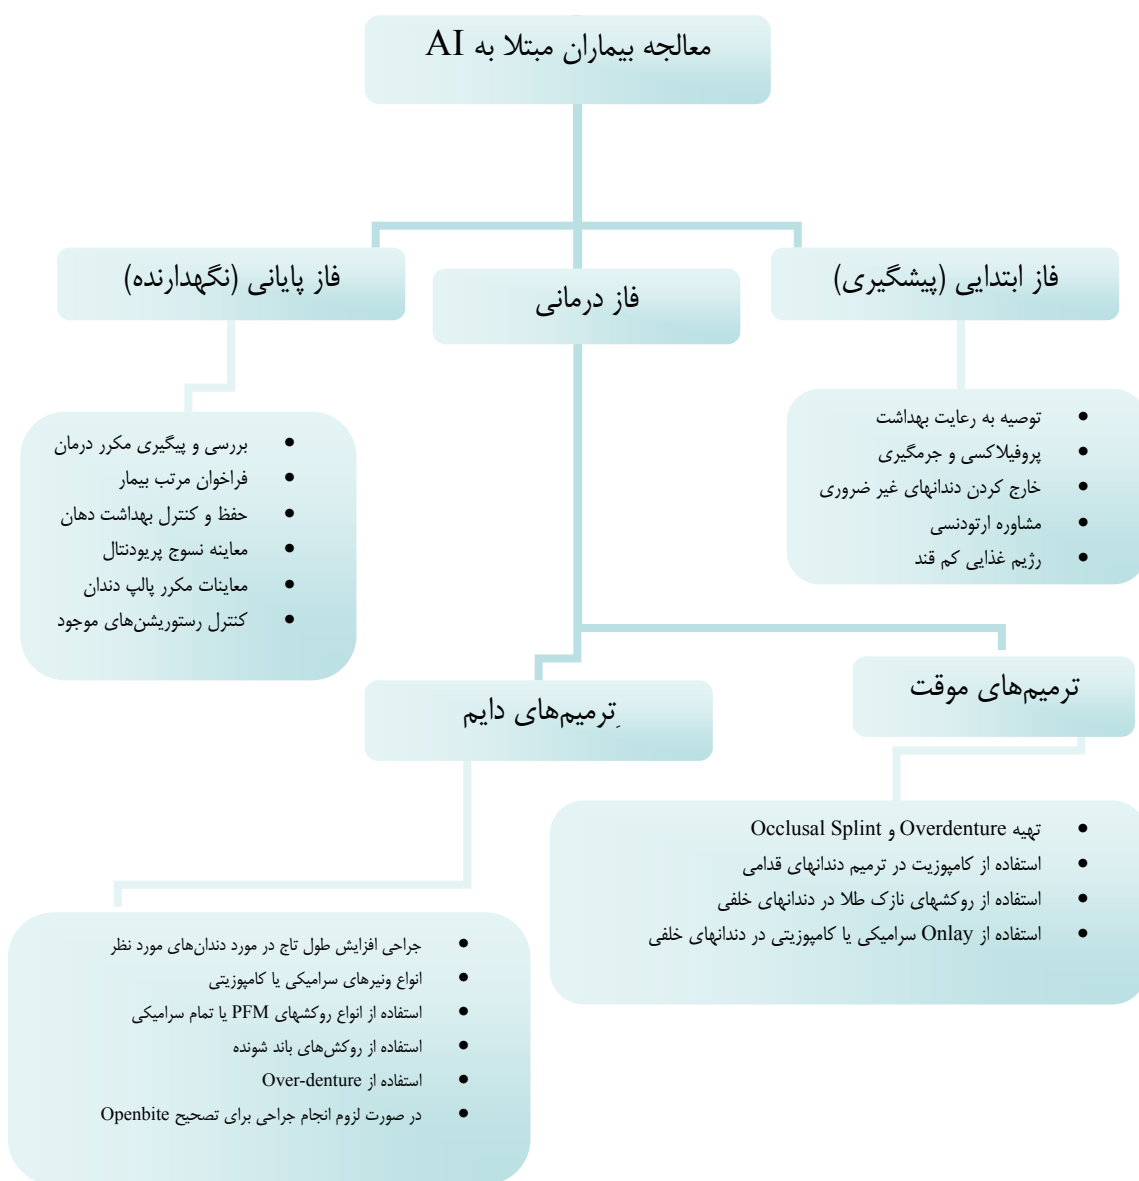 معالجه بیماران مبتلا به AI
فاز ابتدایی (پیشگیری)
فاز درمانی
فاز پایانی (نگهدارنده)
• توصیه به رعایت بهداشت
• پروفیلاکسی و جرمگیری
• خارج کردن دندانهای غیر ضروری
• مشاوره ارتودنسی
• رژیم غذایی کم قند
• بررسی و پیگیری مکرر درمان
• فراخوان مرتب بیمار
• حفظ و کنترل بهداشت دهان
• معاینه نسوج پریودنتال
• معاینات مکرر پالپ دندان
• کنترل رستوریشن‌های موجود
ترمیم‌های موقت
ِترمیم‌های دایم
• تهیه Overdenture و Occlusal Splint
• استفاده از کامپوزیت در ترمیم دندانهای قدامی
• استفاده از روکشهای نازک طلا در دندانهای خلفی
• استفاده از Onlay سرامیکی یا کامپوزیتی در دندانهای خلفی
• جراحی افزایش طول تاج در مورد دندان‌های مورد نظر
• انواع ونیرهای سرامیکی یا کامپوزیتی
• استفاده از انواع روکشهای PFM یا تمام سرامیکی
• استفاده از روکش‌های باند شونده
• استفاده از Over-denture
• در صورت لزوم انجام جراحی برای تصحیح Openbite